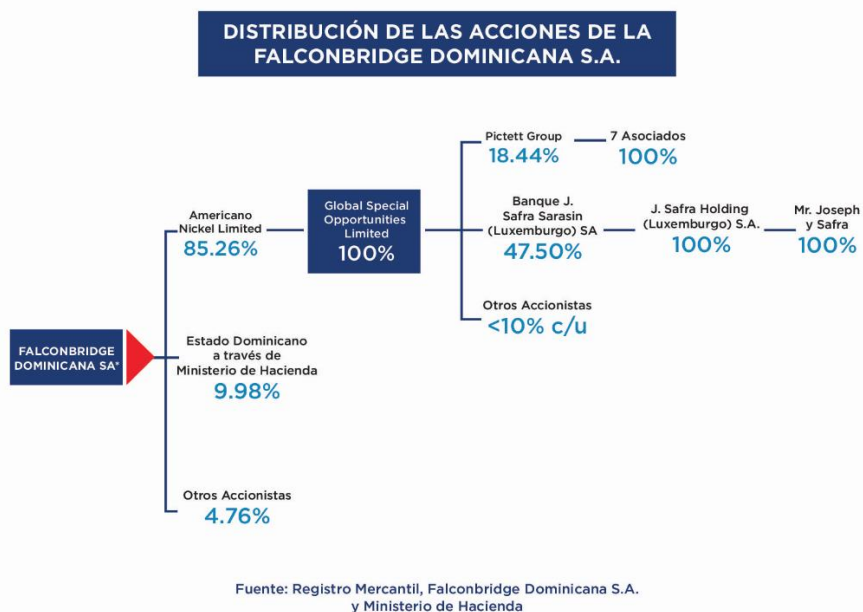 DISTRIBUCIÓN DE LAS ACCIONES DE LA
FALCONBRIDGE DOMINICANA S.A.
Pictett Group
18.44%
7 Asociados
100%
Americano
Nickel Limited
85.26%
Global Special
Opportunities
Limited
100%
Banque J.
Safra Sarasin
(Luxemburgo) SA
47.50%
J. Safra Holding
(Luxemburgo) S.A.
100%
Mr. Joseph
y Safra
100%
Otros Accionistas
<10% c/u
FALCONBRIDGE
DOMINICANA SA*
Estado Dominicano
a través de
Ministerio de Hacienda
9.98%
Otros Accionistas
4.76%
Fuente: Registro Mercantil, Falconbridge Dominicana S.A.
y Ministerio de Hacienda